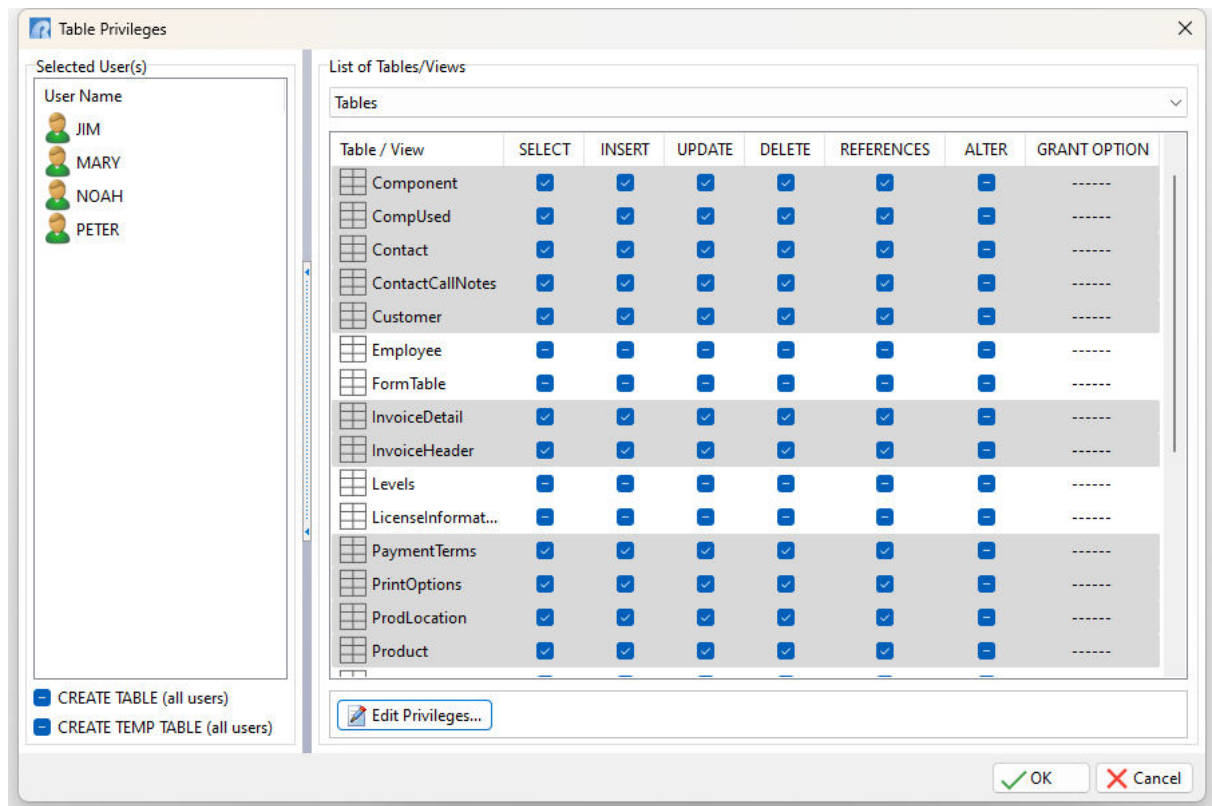 Table Privileges
Selected User(s)
User Name
JIM
MARY
NOAH
PETER
CREATE TABLE (all users)
CREATE TEMP TABLE (all users)
List of Tables/Views
Tables
Table / View SELECT INSERT UPDATE DELETE REFERENCES ALTER GRANT OPTION
Component ------
CompUsed ------
Contact ------
ContactCallNotes ------
Customer ------
Employee ------
FormTable ------
InvoiceDetail ------
InvoiceHeader ------
Levels ------
LicenseInformat... ------
PaymentTerms ------
PrintOptions ------
ProdLocation ------
Product ------
Edit Privileges...
OK Cancel